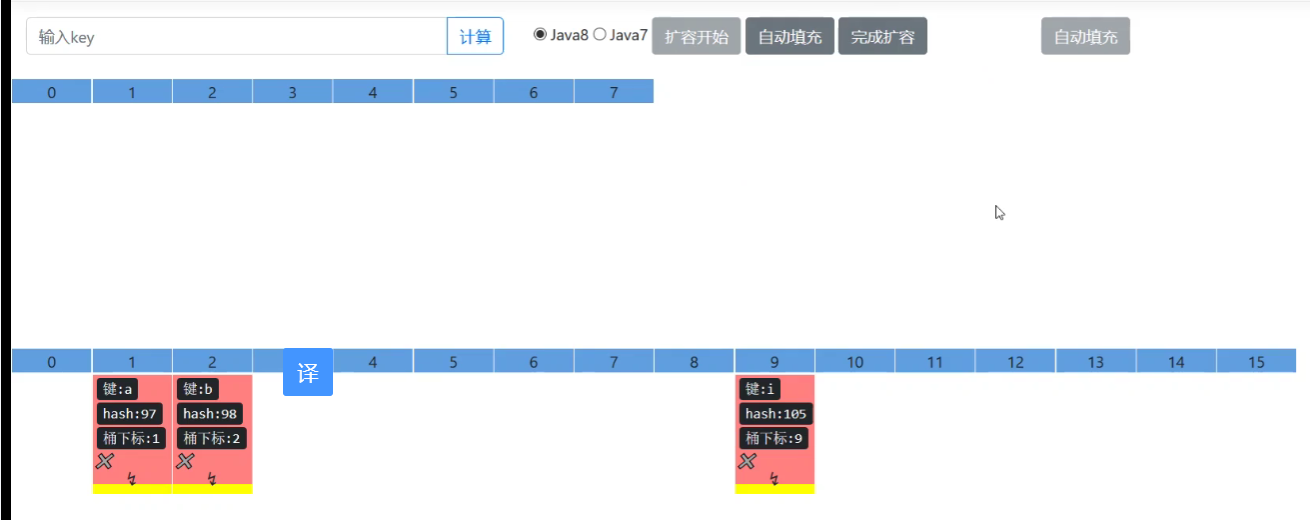 输入key 计算 Java8 Java7 扩容开始 自动填充 完成扩容 自动填充
0 1 2 3 4 5 6 7
0 1 2 译 4 5 6 7 8 9 10 11 12 13 14 15
键:a 键:b 键:i
hash:97 hash:98 hash:105
桶下标:1 桶下标:2 桶下标:9